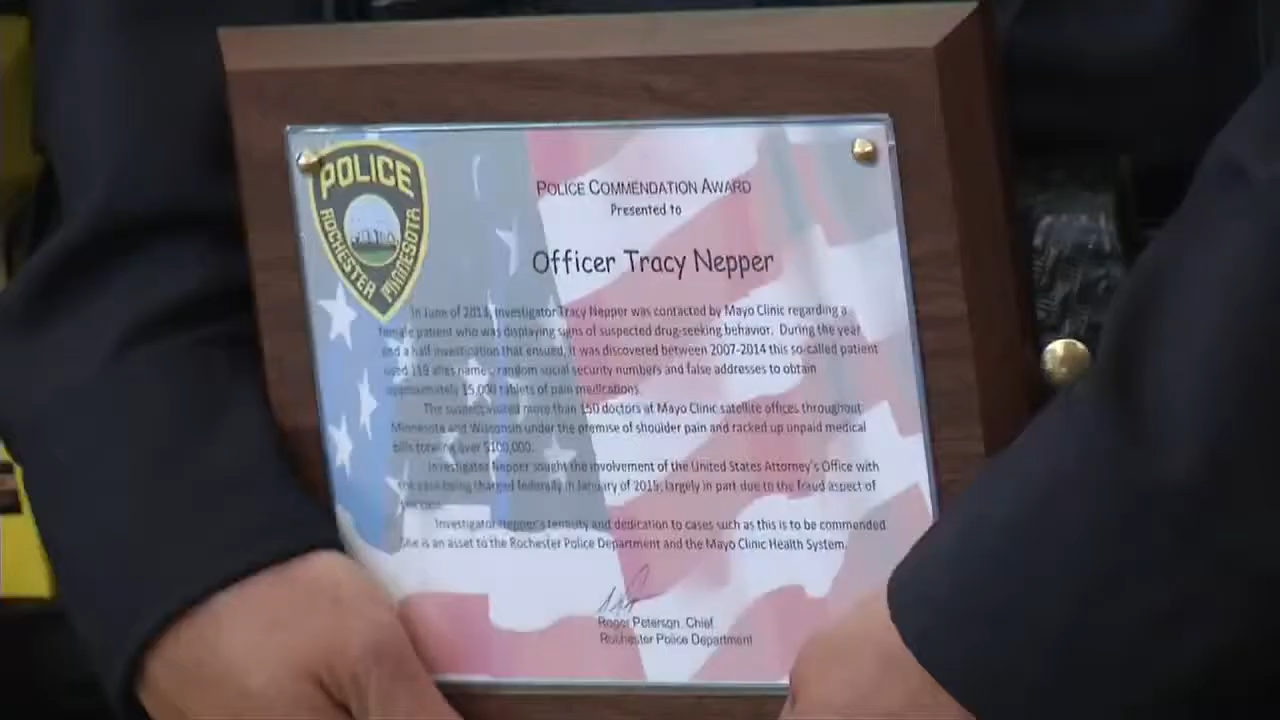 POLICE
ROCHESTER
MINNESOTA
POLICE COMMENDATION AWARD
Presented to
Officer Tracy Nepper
In June of 2013, Investigator Tracy Nepper was contacted by Mayo Clinic regarding a
female patient who was displaying signs of suspected drug-seeking behavior. During the year
and a half investigation that ensued, it was discovered between 2007-2014 this so-called patient
used 119 alias names, random social security numbers and false addresses to obtain
approximately 15,000 tablets of pain medications.
The suspect visited more than 150 doctors at Mayo Clinic satellite offices throughout
Minnesota and Wisconsin under the premise of shoulder pain and racked up unpaid medical
bills totaling over $100,000.
Investigator Nepper sought the involvement of the United States Attorney's Office with
the case being charged federally in January of 2015, largely in part due to the fraud aspect of
Investigator Nepper's tenacity and dedication to cases such as this is to be commended
She is an asset to the Rochester Police Department and the Mayo Clinic Health System.
Roger Peterson, Chief
Rochester Police Department